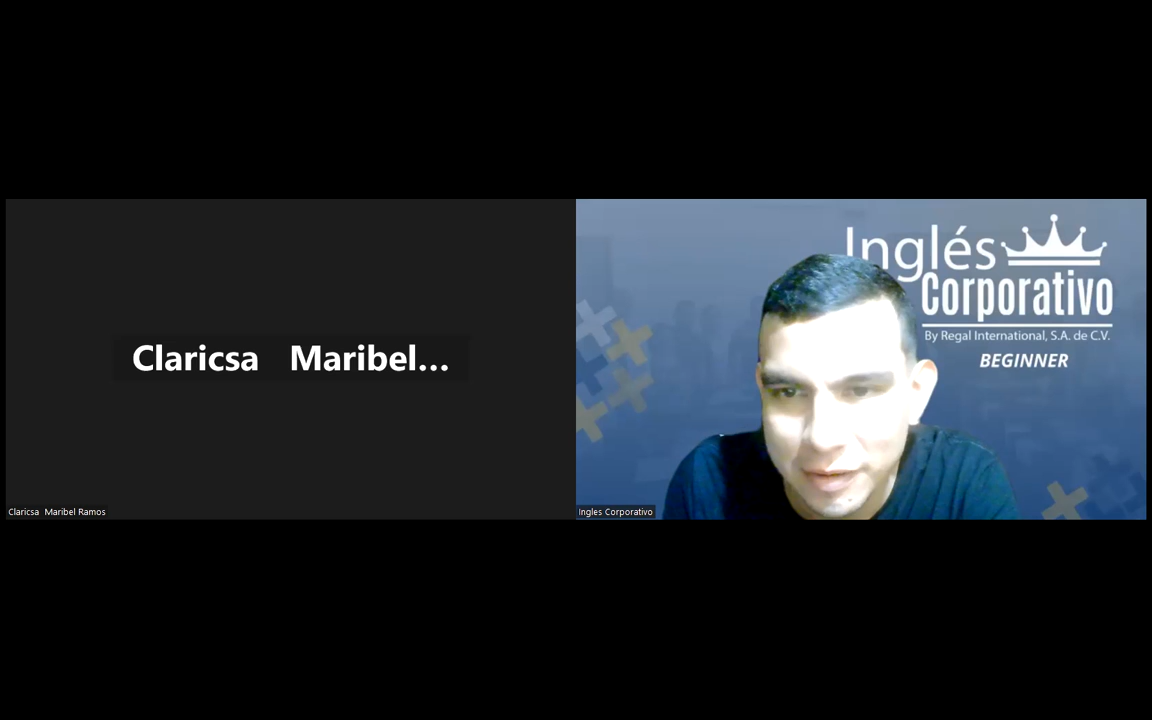 Claricsa Maribel...
Claricsa Maribel Ramos
Inglés
Corporativo
By Regal International, S.A. de C.V.
BEGINNER
Ingles Corporativo